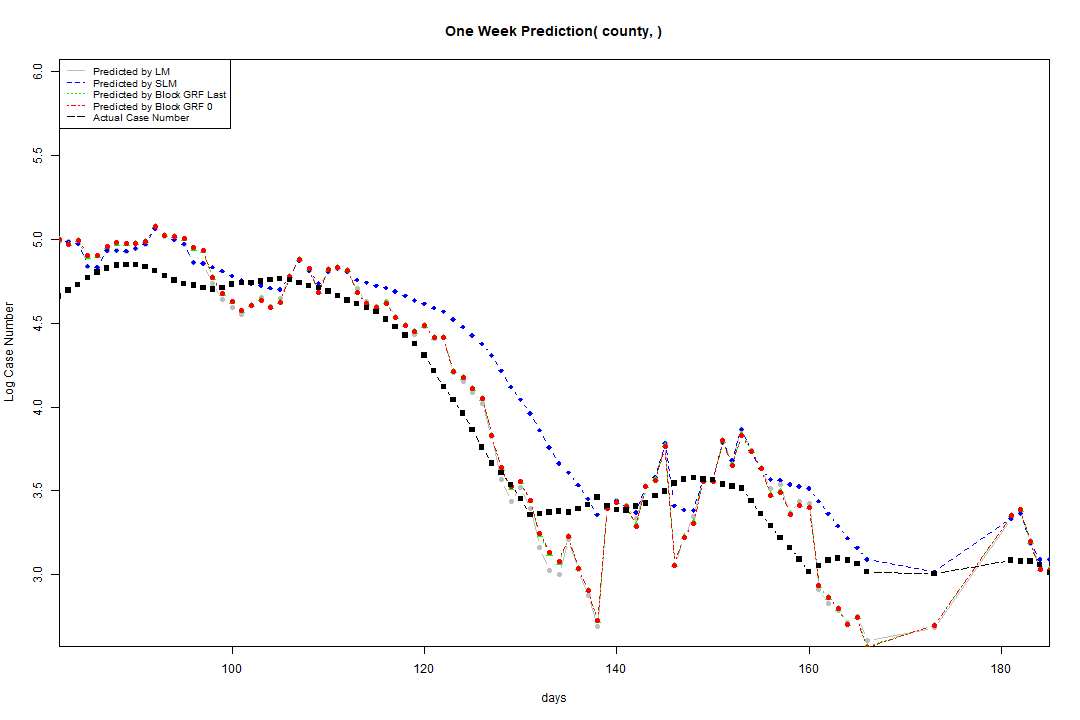 One Week Prediction( county, )
Predicted by LM
Predicted by SLM
Predicted by Block GRF Last
Predicted by Block GRF 0
Actual Case Number
6.0
5.5
5.0
4.5
4.0
3.5
3.0
Log Case Number
100
120
140
160
180
days